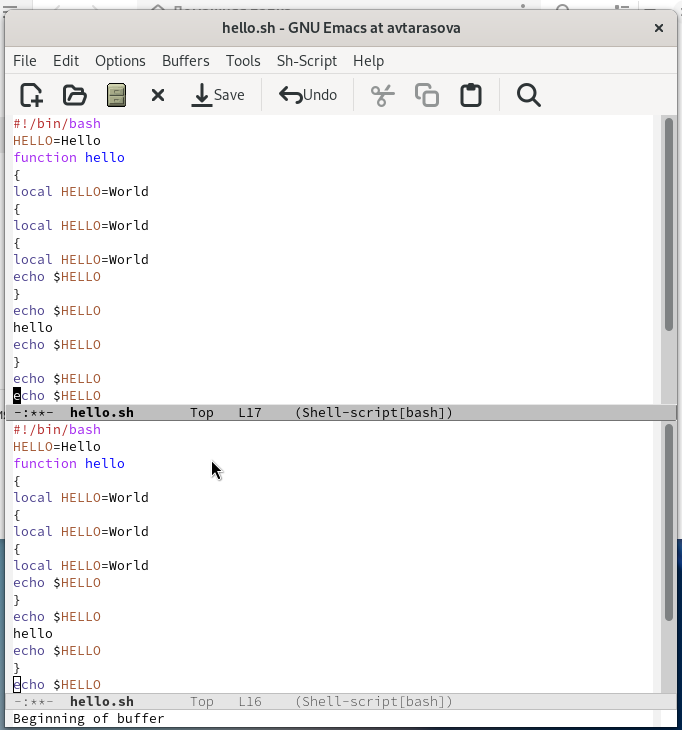 hello.sh - GNU Emacs at avtarasova
File Edit Options Buffers Tools Sh-Script Help
Save Undo
#!/bin/bash
HELLO=Hello
function hello
{
local HELLO=World
{
local HELLO=World
{
local HELLO=World
echo $HELLO
}
echo $HELLO
hello
echo $HELLO
}
echo $HELLO
echo $HELLO
-:**- hello.sh Top L17 (Shell-script[bash])
#!/bin/bash
HELLO=Hello
function hello
{
local HELLO=World
{
local HELLO=World
{
local HELLO=World
echo $HELLO
}
echo $HELLO
hello
echo $HELLO
}
echo $HELLO
-:**- hello.sh Top L16 (Shell-script[bash])
Beginning of buffer